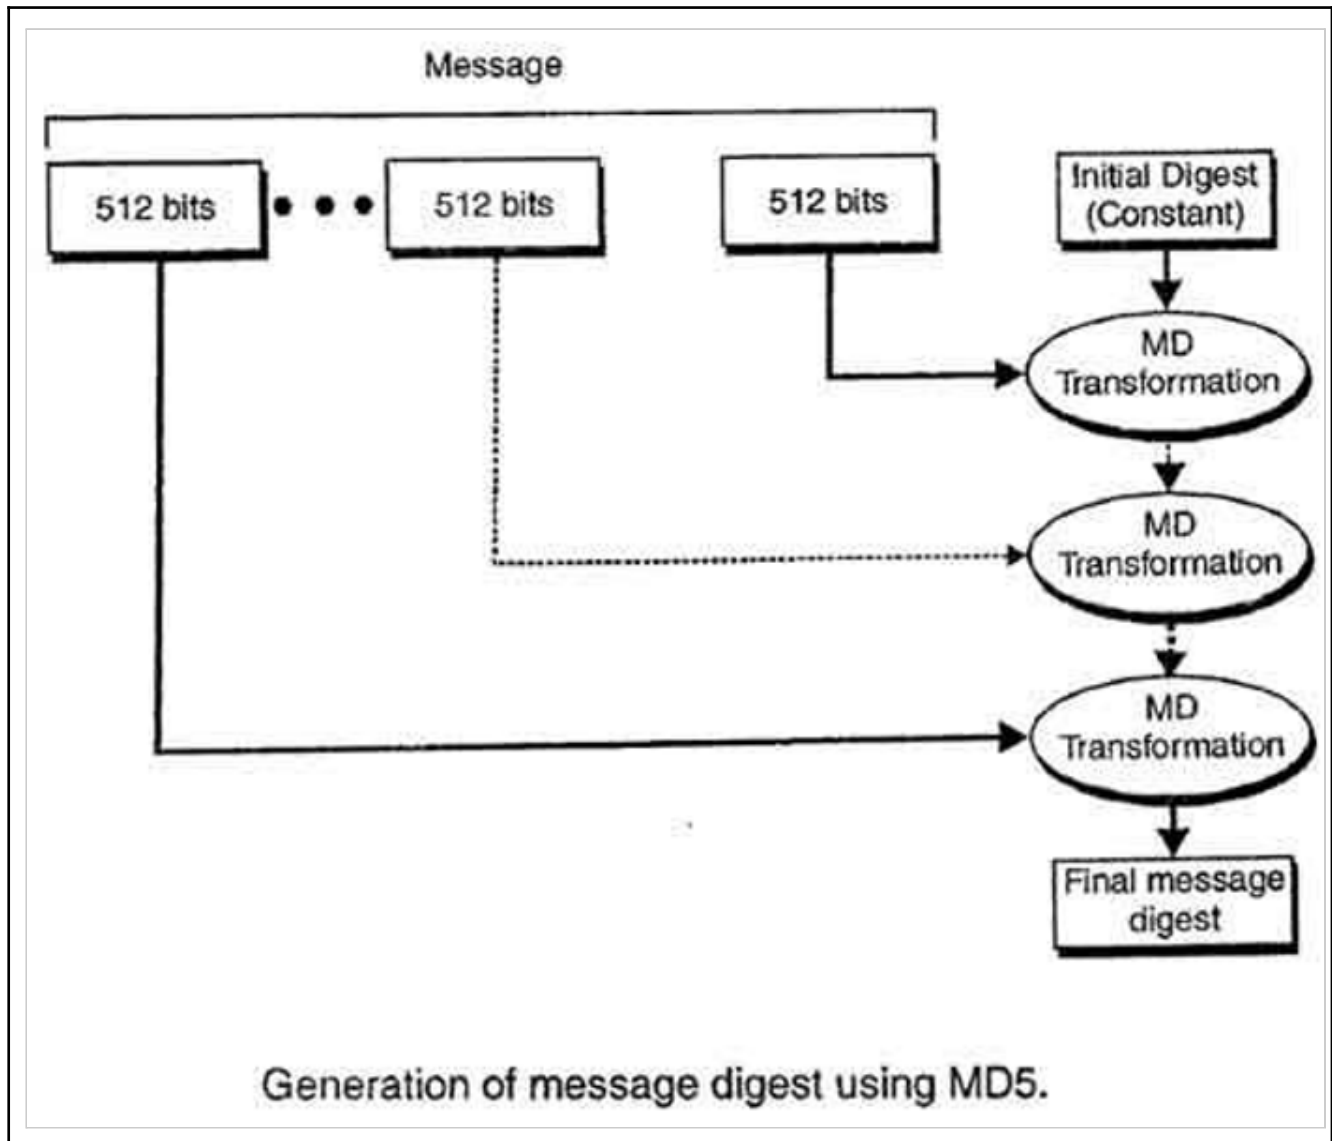 Message
512 bits
512 bits
512 bits
Initial Digest
(Constant)
MD
Transformation
MD
Transformation
MD
Transformation
Final message
digest
Generation of message digest using MD5.